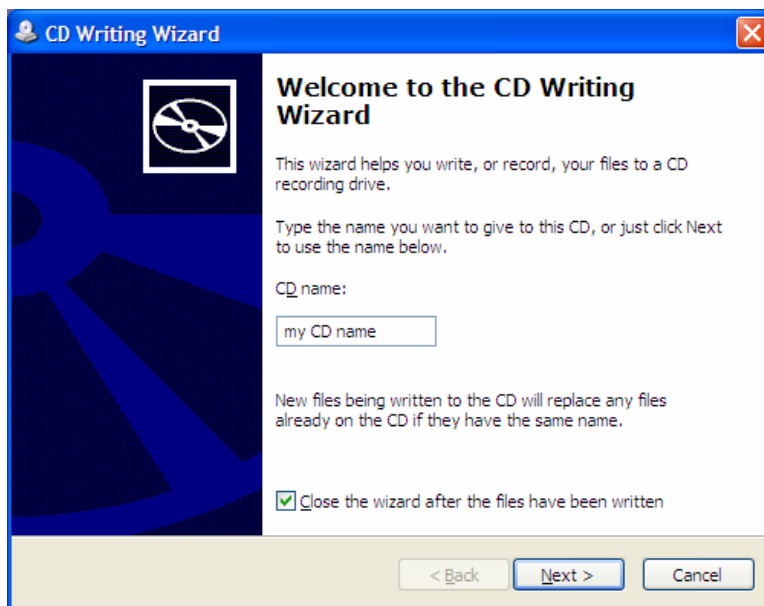 CD Writing Wizard
Welcome to the CD Writing
Wizard
This wizard helps you write, or record, your files to a CD
recording drive.
Type the name you want to give to this CD, or just click Next
to use the name below.
CD name:
my CD name
New files being written to the CD will replace any files
already on the CD if they have the same name.
Close the wizard after the files have been written
< Back Next > Cancel